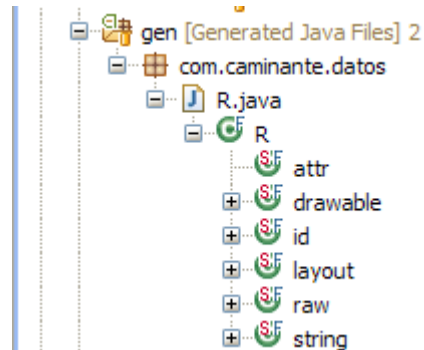 gen [Generated Java Files] 2
com.caminante.datos
R.java
R
attr
drawable
id
layout
raw
string